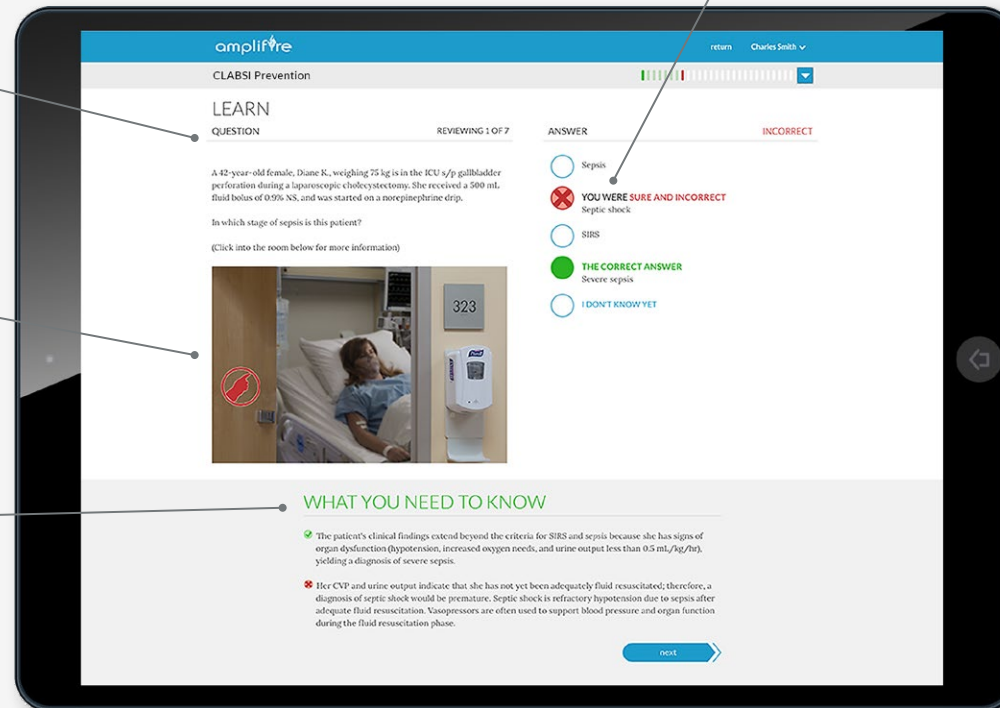 amplifire
return Charles Smith
CLABSI Prevention
LEARN
QUESTION REVIEWING 1 OF 7
A 42-year-old female, Diane K., weighing 75 kg is in the ICU s/p gallbladder
perforation during a laparoscopic cholecystectomy. She received a 500 mL
fluid bolus of 0.9% NS, and was started on a norepinephrine drip.
In which stage of sepsis is this patient?
(Click into the room below for more information)
323
ANSWER INCORRECT
Sepsis
YOU WERE SURE AND INCORRECT
Septic shock
SIRS
THE CORRECT ANSWER
Severe sepsis
I DON'T KNOW YET
WHAT YOU NEED TO KNOW
The patient's clinical findings extend beyond the criteria for SIRS and sepsis because she has signs of
organ dysfunction (hypotension, increased oxygen needs, and urine output less than 0.5 mL/kg/hr),
yielding a diagnosis of severe sepsis.
Her CVP and urine output indicate that she has not yet been adequately fluid resuscitated; therefore, a
diagnosis of septic shock would be premature. Septic shock is refractory hypotension due to sepsis after
adequate fluid resuscitation. Vasopressors are often used to support blood pressure and organ function
during the fluid resuscitation phase.
next